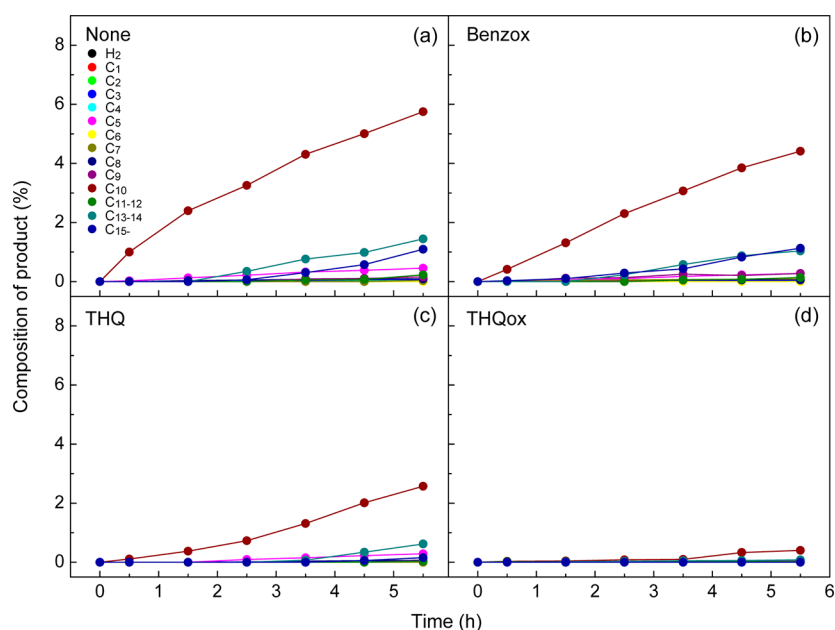 None
(a)
H2
C1
C2
C3
C4
C5
C6
C7
C8
C9
C10
C11-12
C13-14
C15-
Benzox
(b)
8
6
4
2
0
THQ
(c)
THQox
(d)
8
6
4
2
0
0 1 2 3 4 5
0 1 2 3 4 5 6
Composition of product (%)
Time (h)